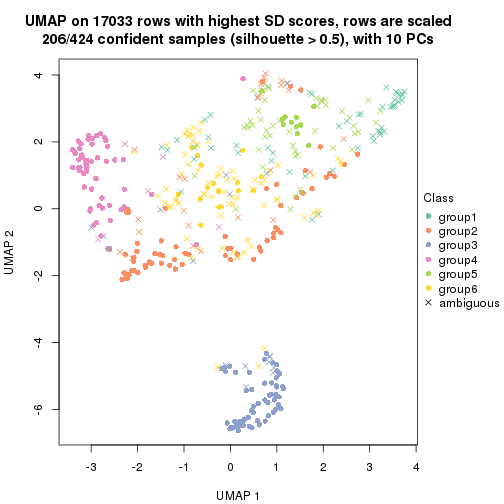 UMAP on 17033 rows with highest SD scores, rows are scaled
206/424 confident samples (silhouette > 0.5), with 10 PCs
4
2
0
-2
-4
-6
UMAP 2
-3
-2
-1
0
1
2
3
4
UMAP 1
Class
group1
group2
group3
group4
group5
group6
ambiguous